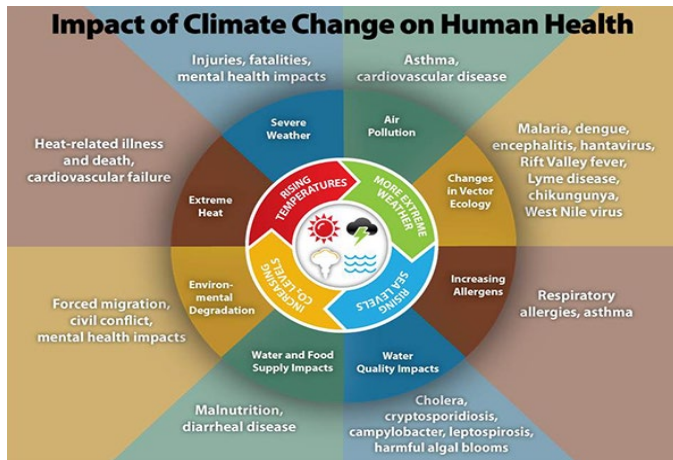 Impact of Climate Change on Human Health
Injuries, fatalities,
mental health impacts
Asthma,
cardiovascular disease
Severe
Weather
Air
Pollution
Heat-related illness
and death,
cardiovascular failure
Malaria, dengue,
encephalitis, hantavirus,
Rift Valley fever,
Lyme disease,
chikungunya,
West Nile virus
Extreme
Heat
Changes
in Vector
Ecology
RISING
TEMPERATURES
MORE EXTREME
WEATHER
INCREASING
CO₂ LEVELS
RISING
SEA LEVELS
Environ-
mental
Degradation
Increasing
Allergens
Forced migration,
civil conflict,
mental health impacts
Respiratory
allergies, asthma
Water and Food
Supply Impacts
Water
Quality Impacts
Malnutrition,
diarrheal disease
Cholera,
cryptosporidiosis,
campylobacter, leptospirosis,
harmful algal blooms